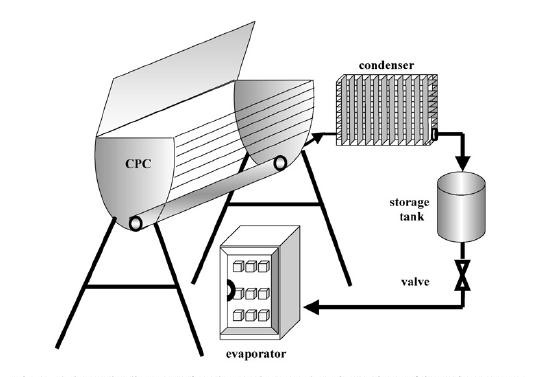 condenser
CPC
storage
tank
valve
evaporator